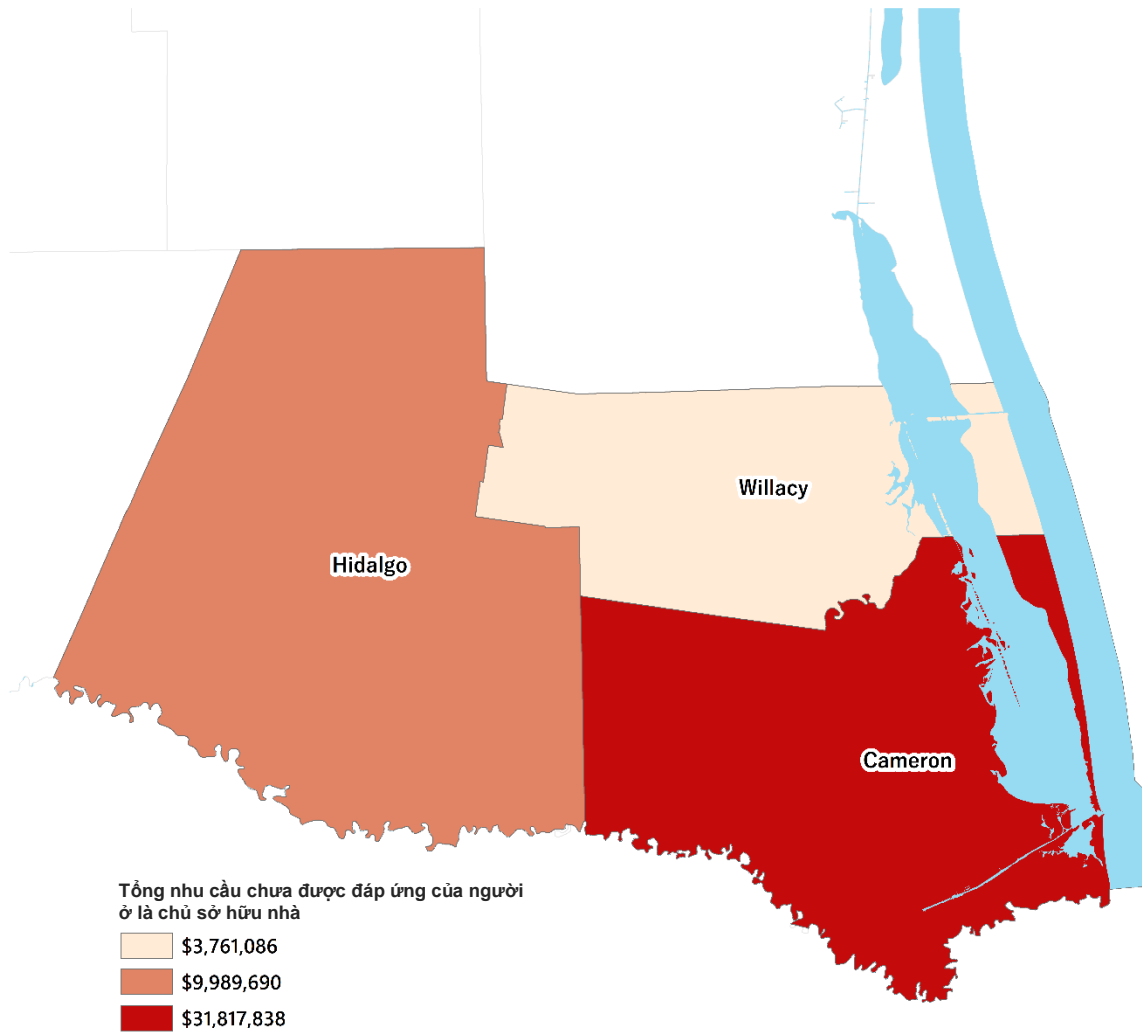 Willacy
Hidalgo
Cameron
Tổng nhu cầu chưa được đáp ứng của người
ở là chủ sở hữu nhà
$3,761,086
$9,989,690
$31,817,838